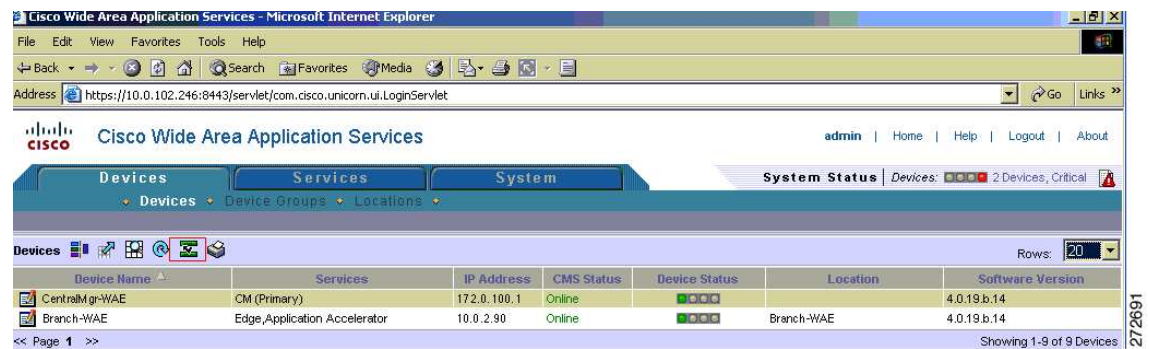 Cisco Wide Area Application Services - Microsoft Internet Explorer
File Edit View Favorites Tools Help
Back Search Favorites Media
Address https://10.0.102.246:8443/servlet/com.cisco.unicorn.ui.LoginServlet Go Links »
CISCO Cisco Wide Area Application Services admin | Home | Help | Logout | About
Devices Services System System Status | Devices: 2 Devices, Critical
Devices Device Groups Locations
Devices Rows: 20
Device Name Services IP Address CMS Status Device Status Location Software Version
CentralMgr-WAE CM (Primary) 172.0.100.1 Online 4.0.19.b.14
Branch-WAE Edge,Application Accelerator 10.0.2.90 Online Branch-WAE 4.0.19.b.14
<< Page 1 >> Showing 1-9 of 9 Devices
272691